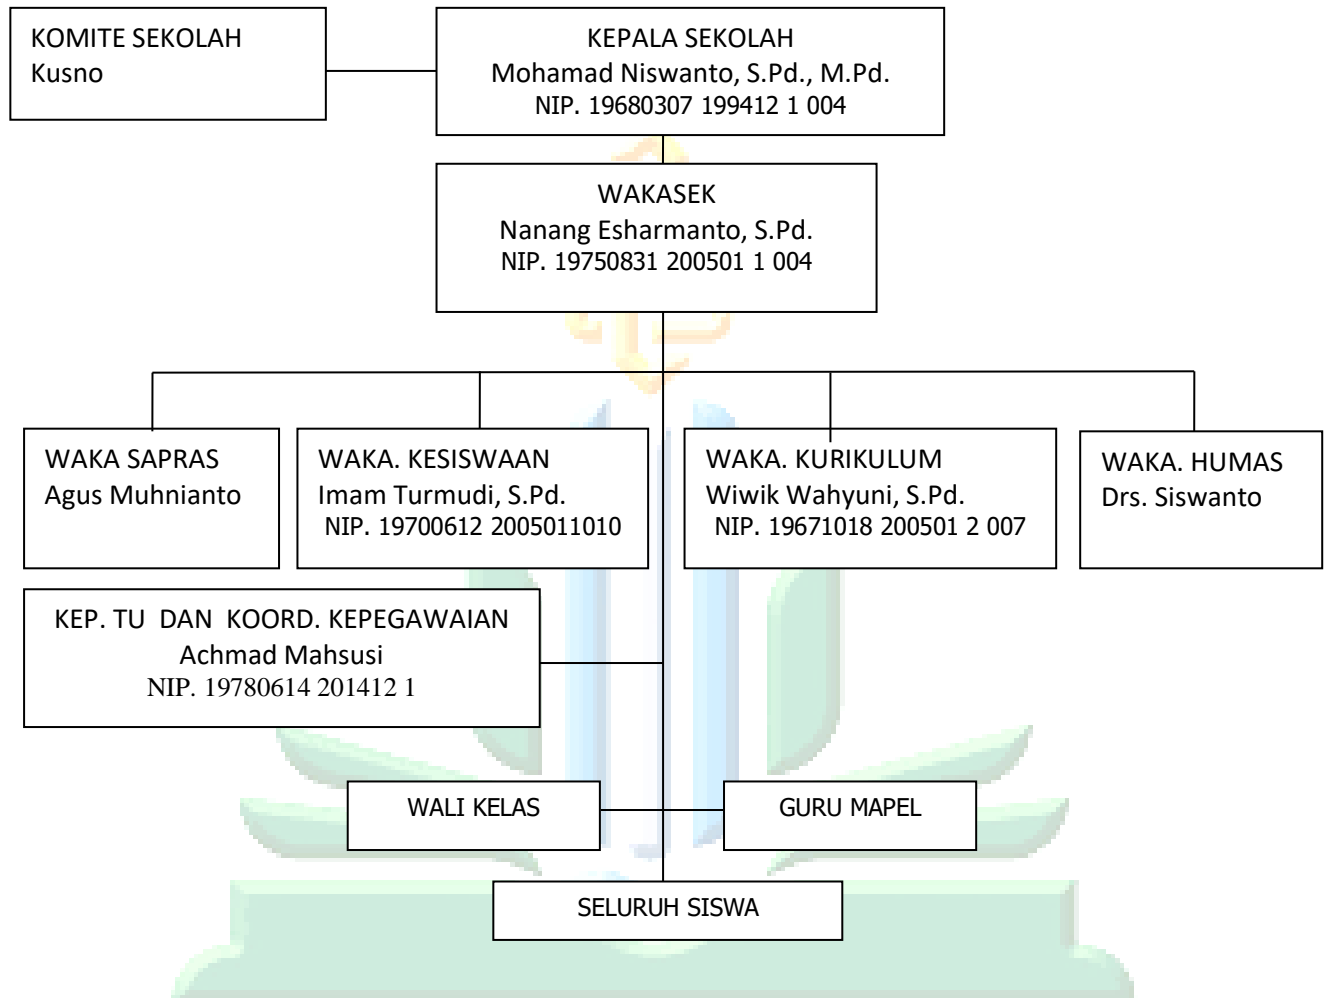 KOMITE SEKOLAH
Kusno
KEPALA SEKOLAH
Mohamad Niswanto, S.Pd., M.Pd.
NIP. 19680307 199412 1 004
WAKASEK
Nanang Esharmanto, S.Pd.
NIP. 19750831 200501 1 004
WAKA SAPRAS
Agus Muhnianto
WAKA. KESISWAAN
Imam Turmudi, S.Pd.
NIP. 19700612 2005011010
WAKA. KURIKULUM
Wiwik Wahyuni, S.Pd.
NIP. 19671018 200501 2 007
WAKA. HUMAS
Drs. Siswanto
KEP. TU DAN KOORD. KEPEGAWAIAN
Achmad Mahsusi
NIP. 19780614 201412 1
WALI KELAS
GURU MAPEL
SELURUH SISWA